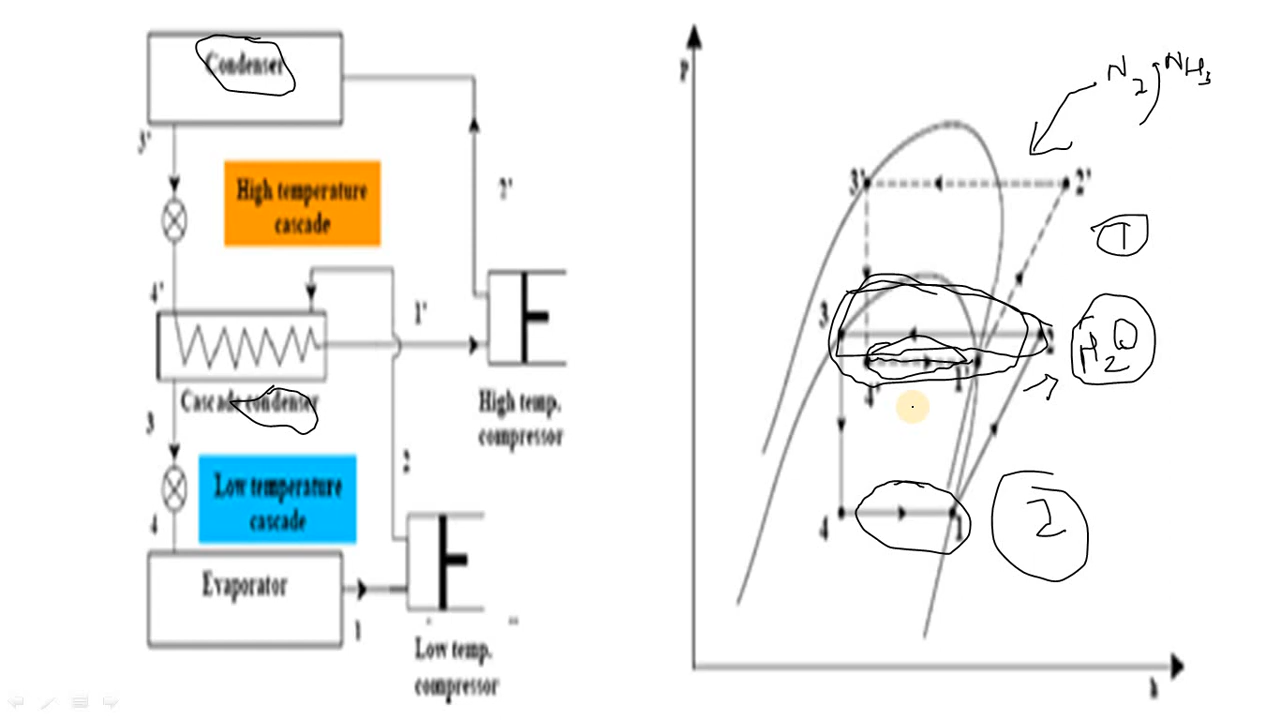 Condenser
3'
High temperature
cascade
2'
4'
1'
Cascade condenser
High temp.
compressor
3
2
Low temperature
cascade
4
Evaporator
1
Low temp.
compressor
P
N2, NH3
3'
2'
I
3
2
H2O
4'
1'
4
1
I
h